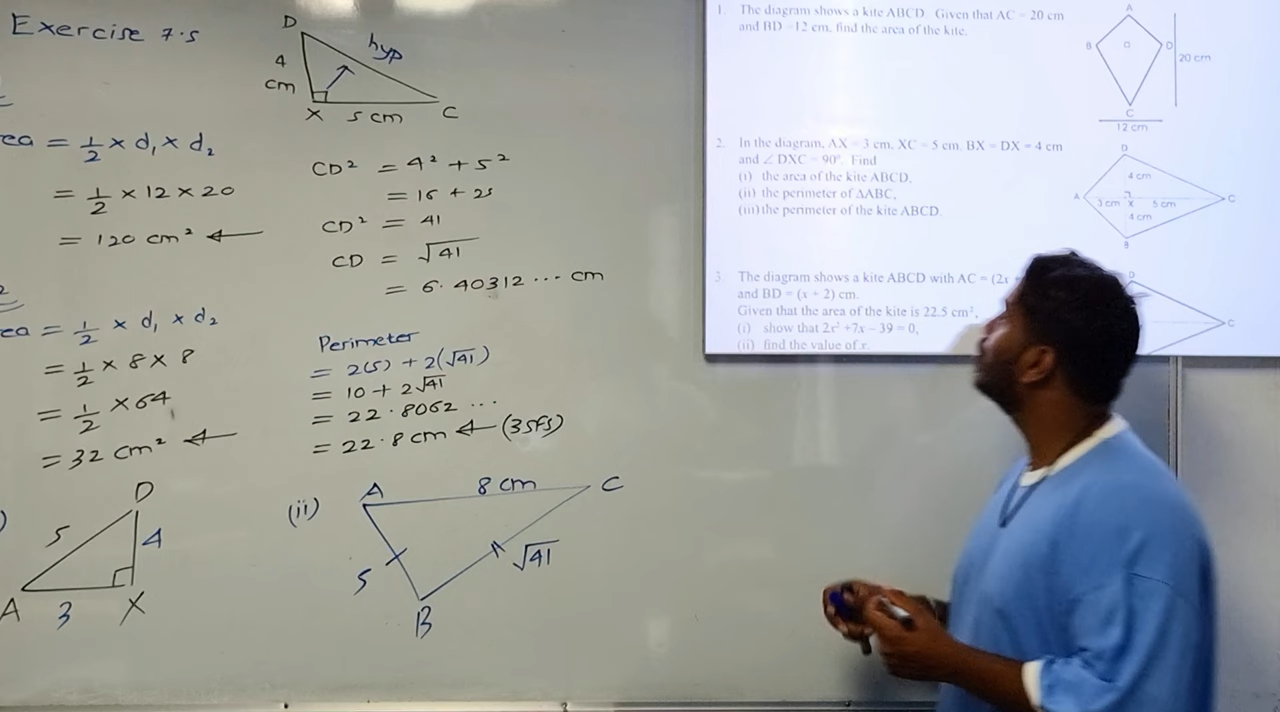 Exercise 7.5
D
4
cm
hyp
X 5 cm C
ea = 1/2 × d₁ × d₂
= 1/2 × 12 × 20
= 120 cm² ←
CD² = 4² + 5²
= 16 + 25
CD² = 41
CD = √41
= 6.40312... cm
2
ea = 1/2 × d₁ × d₂
= 1/2 × 8 × 8
= 1/2 × 64
= 32 cm² ←
Perimeter
= 2(5) + 2(√41)
= 10 + 2√41
= 22.8062...
= 22.8 cm ← (3sfs)
)
D
5
4
A 3 X
(ii)
A 8 cm C
5
√41
B
1. The diagram shows a kite ABCD. Given that AC = 20 cm
and BD = 12 cm, find the area of the kite.
A
B D
20 cm
C
12 cm
2. In the diagram, AX = 3 cm, XC = 5 cm, BX = DX = 4 cm
and ∠DXC = 90°. Find
(i) the area of the kite ABCD,
(ii) the perimeter of ΔABC,
(iii) the perimeter of the kite ABCD.
D
4 cm
A 3 cm X 5 cm C
4 cm
B
3. The diagram shows a kite ABCD with AC = (2x
and BD = (x + 2) cm.
Given that the area of the kite is 22.5 cm²,
(i) show that 2x² +7x – 39 = 0,
(ii) find the value of x.
D
C